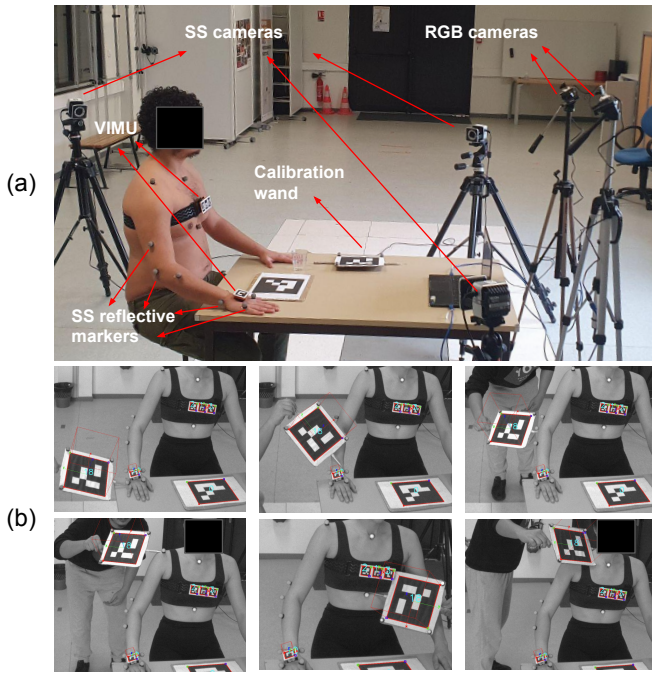 (a)
SS cameras
RGB cameras
VIMU
Calibration
wand
SS reflective
markers
(b)